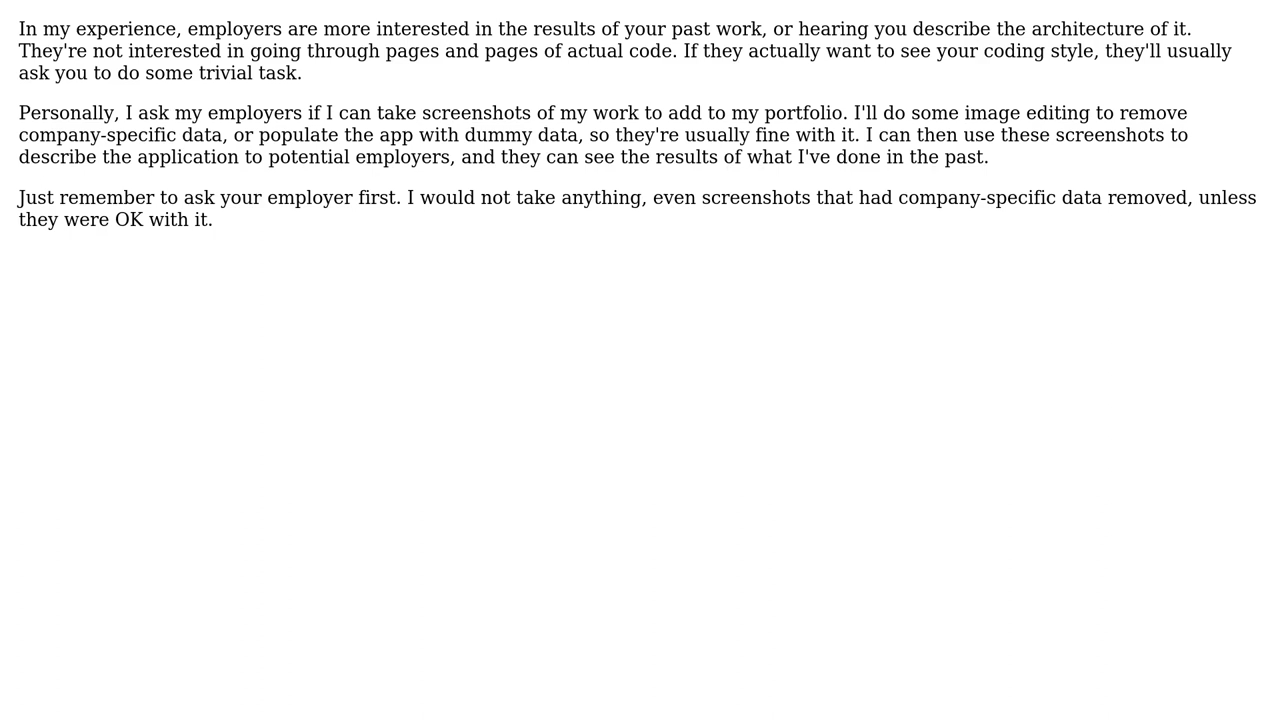 In my experience, employers are more interested in the results of your past work, or hearing you describe the architecture of it.
They're not interested in going through pages and pages of actual code. If they actually want to see your coding style, they'll usually
ask you to do some trivial task.
Personally, I ask my employers if I can take screenshots of my work to add to my portfolio. I'll do some image editing to remove
company-specific data, or populate the app with dummy data, so they're usually fine with it. I can then use these screenshots to
describe the application to potential employers, and they can see the results of what I've done in the past.
Just remember to ask your employer first. I would not take anything, even screenshots that had company-specific data removed, unless
they were OK with it.